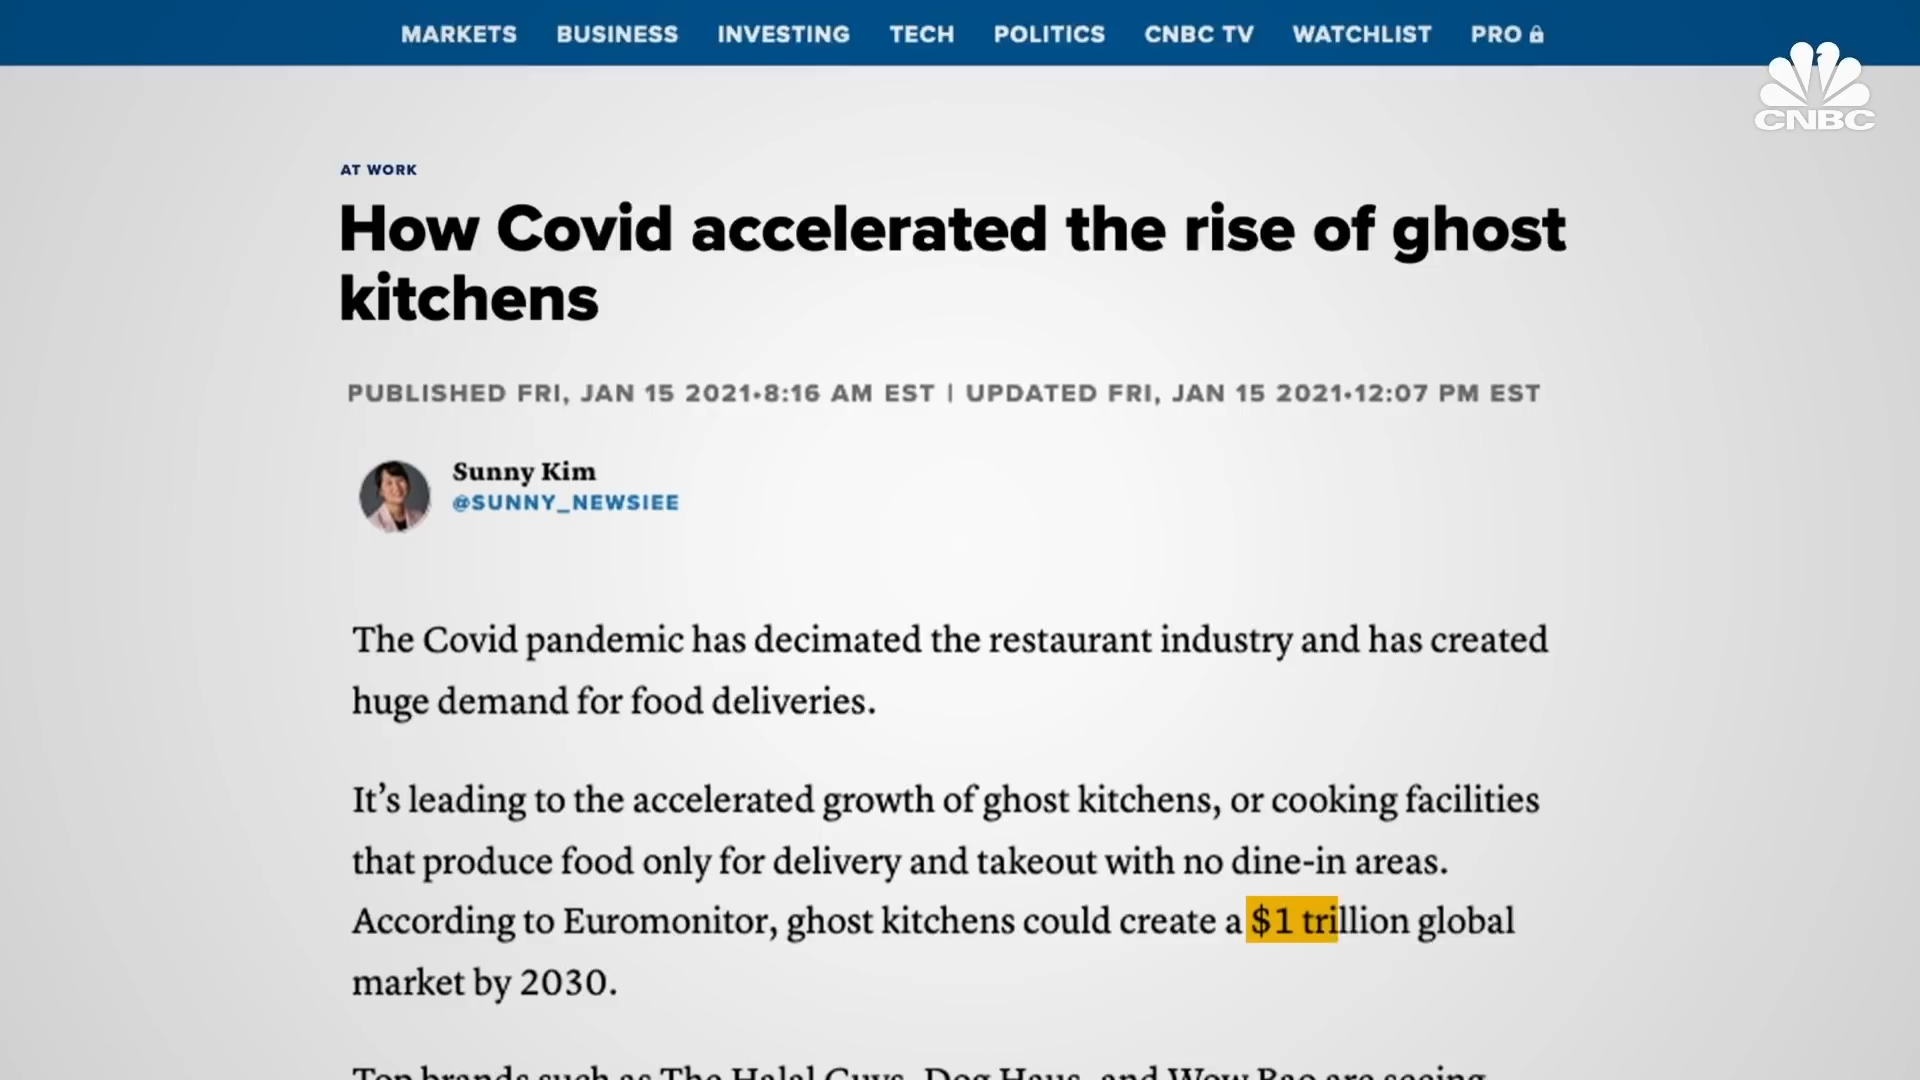 MARKETS BUSINESS INVESTING TECH POLITICS CNBC TV WATCHLIST PRO
CNBC
AT WORK
How Covid accelerated the rise of ghost
kitchens
PUBLISHED FRI, JAN 15 2021•8:16 AM EST | UPDATED FRI, JAN 15 2021•12:07 PM EST
Sunny Kim
@SUNNY_NEWSIEE
The Covid pandemic has decimated the restaurant industry and has created
huge demand for food deliveries.
It’s leading to the accelerated growth of ghost kitchens, or cooking facilities
that produce food only for delivery and takeout with no dine-in areas.
According to Euromonitor, ghost kitchens could create a $1 trillion global
market by 2030.
Top brands such as The Halal Guys, Dog Haus, and Wow Bao are seeing